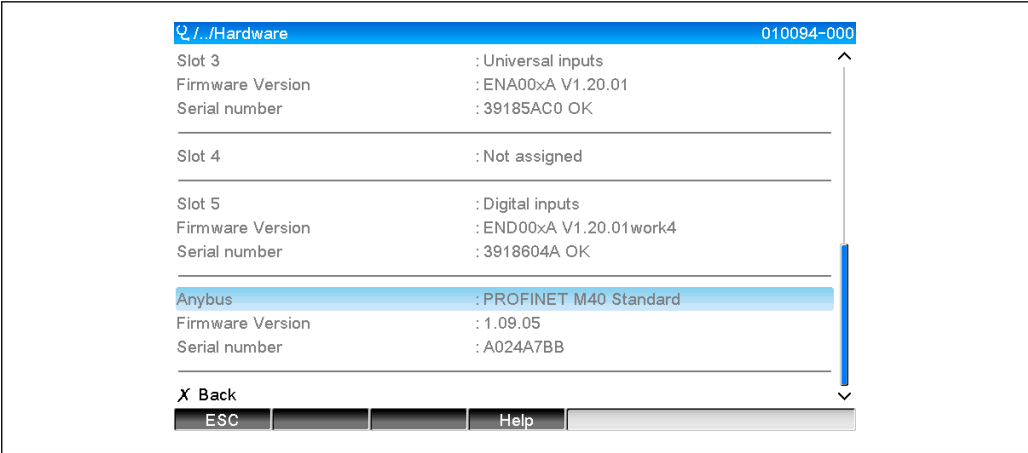 /../Hardware 010094-000
Slot 3 : Universal inputs
Firmware Version : ENA00xA V1.20.01
Serial number : 39185AC0 OK
Slot 4 : Not assigned
Slot 5 : Digital inputs
Firmware Version : END00xA V1.20.01work4
Serial number : 3918604A OK
Anybus : PROFINET M40 Standard
Firmware Version : 1.09.05
Serial number : A024A7BB
X Back
ESC Help